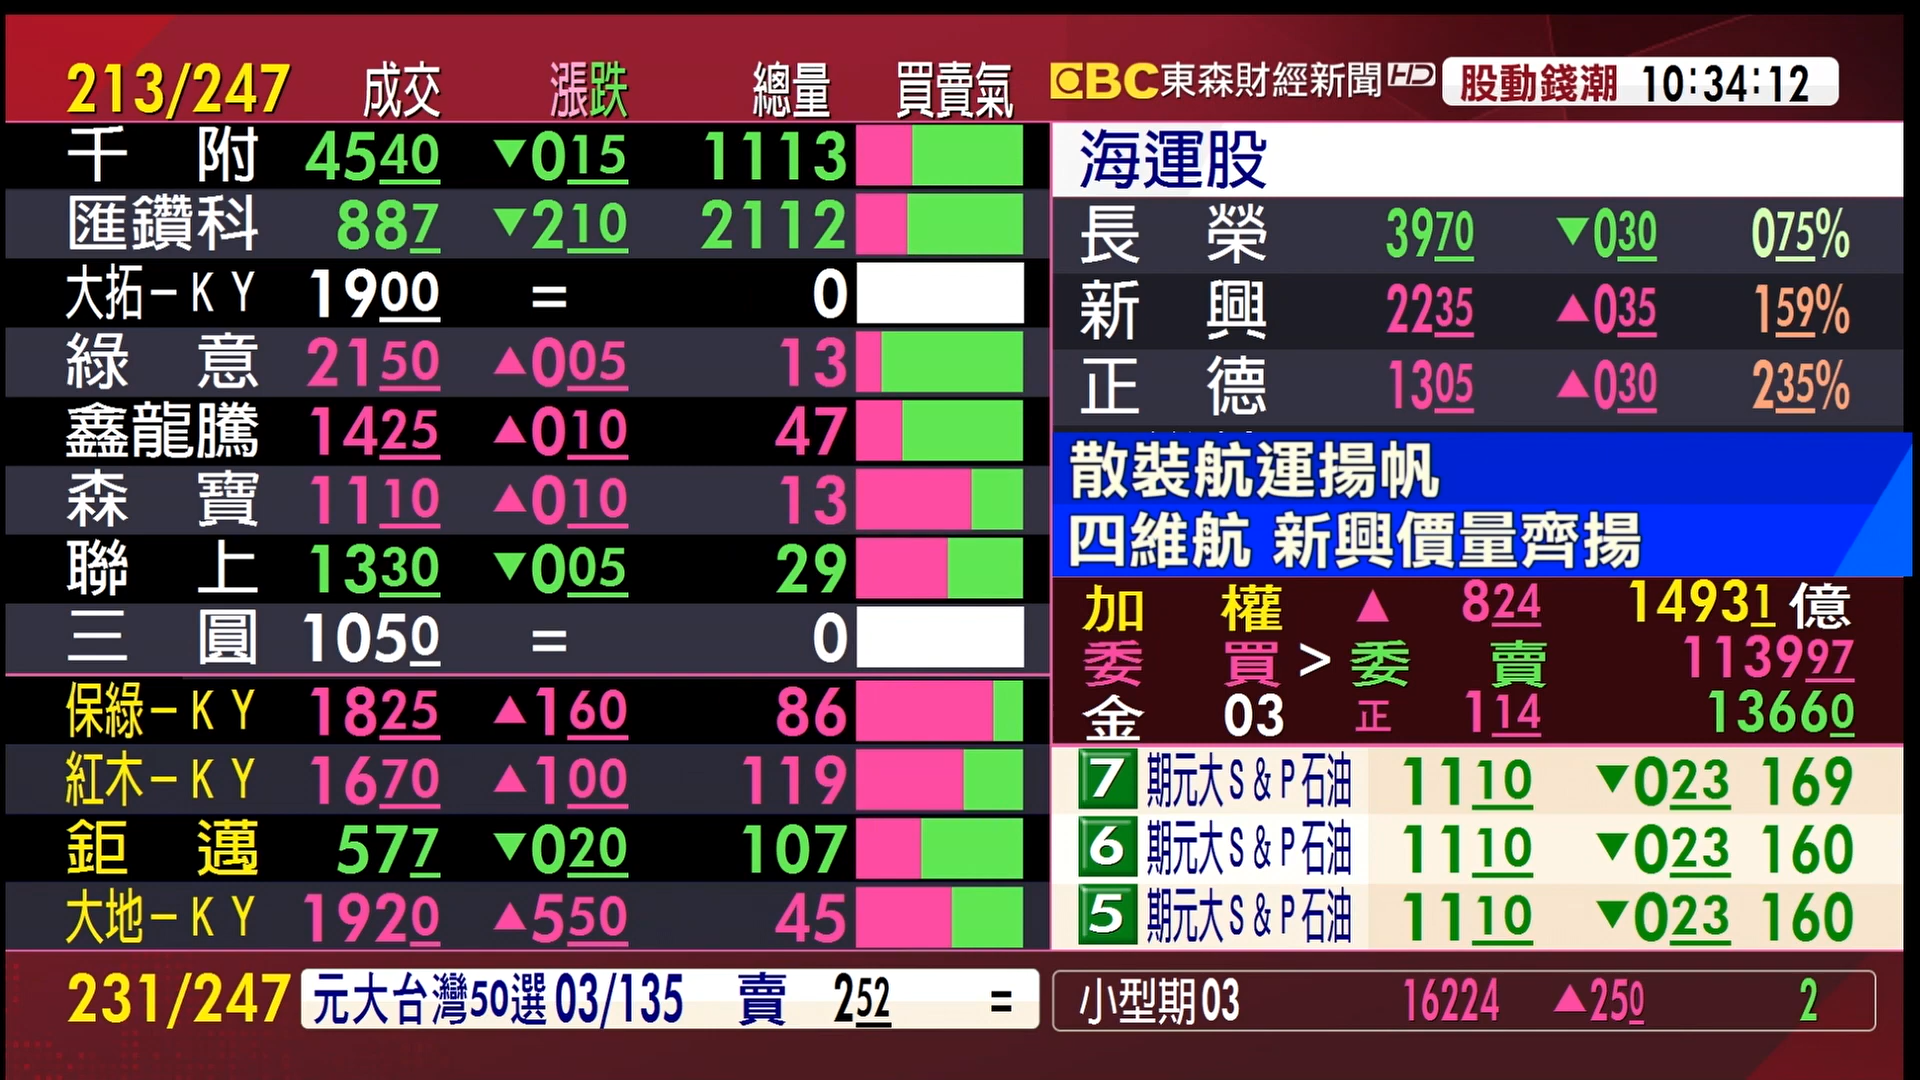 213/247 成交 漲跌 總量 買賣氣
千附 4540 ▼015 1113
匯鑽科 887 ▼210 2112
大拓－KY 1900 = 0
綠意 2150 ▲005 13
鑫龍騰 1425 ▲010 47
森寶 1110 ▲010 13
聯上 1330 ▼005 29
三圓 1050 = 0
保綠－KY 1825 ▲160 86
紅木－KY 1670 ▲100 119
鉅邁 577 ▼020 107
大地－KY 1920 ▲550 45
231/247 元大台灣50選03/135 賣 252 =
EBC東森財經新聞HD 股動錢潮 10:34:12
海運股
長榮 3970 ▼030 075%
新興 2235 ▲035 159%
正德 1305 ▲030 235%
散裝航運揚帆
四維航 新興價量齊揚
加權 ▲ 824 14931億
委買>委賣 113997
金 03 正 114 13660
7 期元大S&P石油 1110 ▼023 169
6 期元大S&P石油 1110 ▼023 160
5 期元大S&P石油 1110 ▼023 160
小型期03 16224 ▲250 2